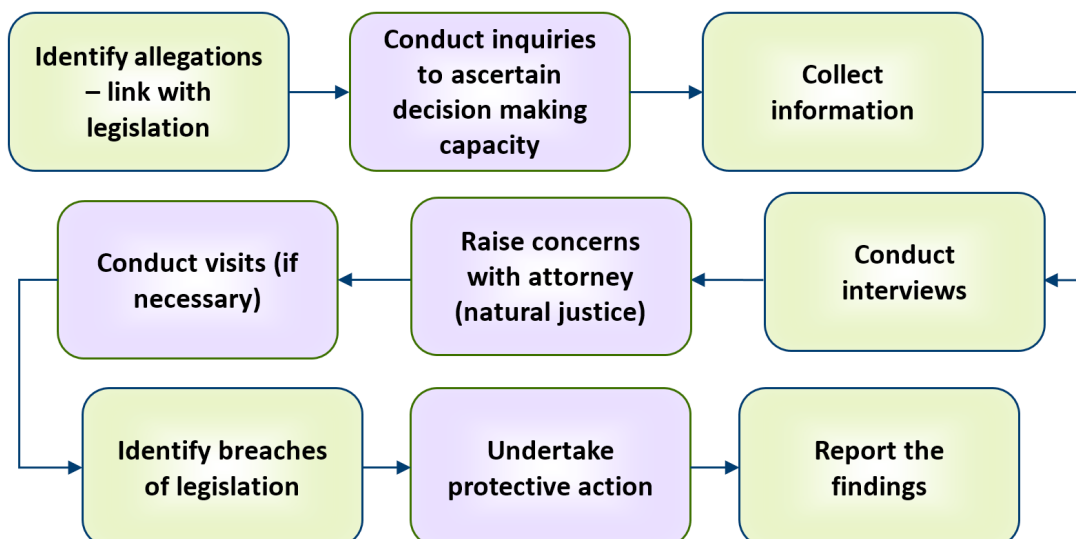 Identify allegations
– link with
legislation
Conduct inquiries
to ascertain
decision making
capacity
Collect
information
Conduct
interviews
Raise concerns
with attorney
(natural justice)
Conduct visits (if
necessary)
Identify breaches
of legislation
Undertake
protective action
Report the
findings